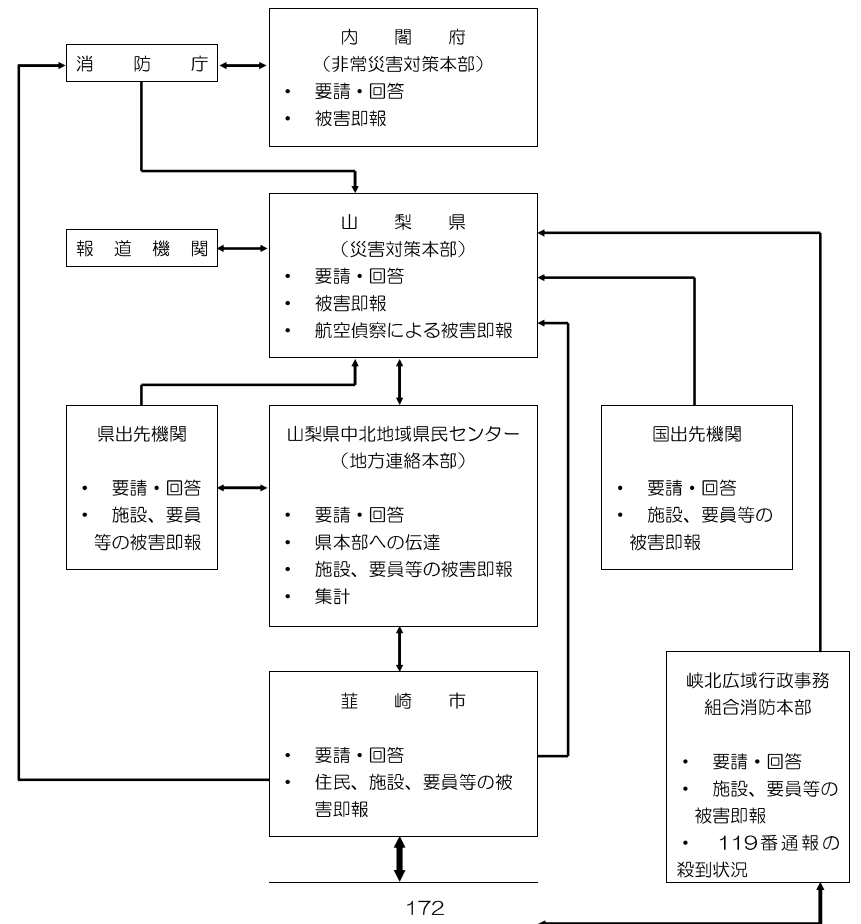 内　閣　府
消　防　庁
（非常災害対策本部）
・　要請・回答
・　被害即報
山　梨　県
報　道　機　関
（災害対策本部）
・　要請・回答
・　被害即報
・　航空偵察による被害即報
県出先機関
・　要請・回答
・　施設、要員
等の被害即報
山梨県中北地域県民センター
（地方連絡本部）
・　要請・回答
・　県本部への伝達
・　施設、要員等の被害即報
・　集計
国出先機関
・　要請・回答
・　施設、要員等の
被害即報
韮　崎　市
・　要請・回答
・　住民、施設、要員等の被
害即報
峡北広域行政事務
組合消防本部
・　要請・回答
・　施設、要員等の
被害即報
・　119番通報の
殺到状況
172